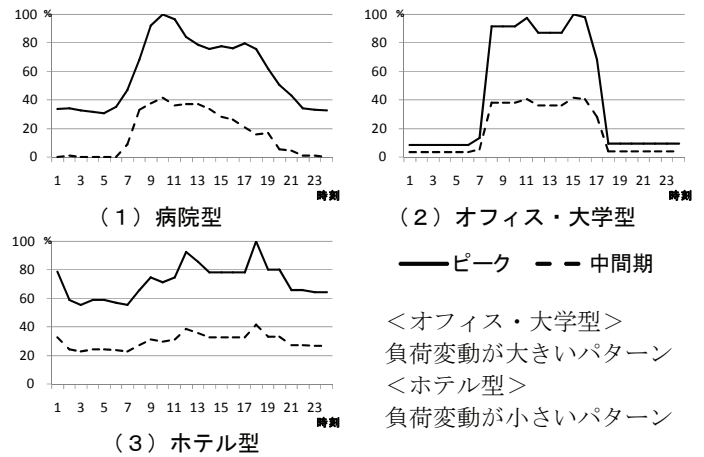 100 %
80
60
40
20
0
1 3 5 7 9 11 13 15 17 19 21 23
時刻
(1)病院型
100 %
80
60
40
20
0
1 3 5 7 9 11 13 15 17 19 21 23
時刻
(2)オフィス・大学型
100 %
80
60
40
20
0
1 3 5 7 9 11 13 15 17 19 21 23
時刻
(3)ホテル型
ピーク 中間期
<オフィス・大学型>
負荷変動が大きいパターン
<ホテル型>
負荷変動が小さいパターン